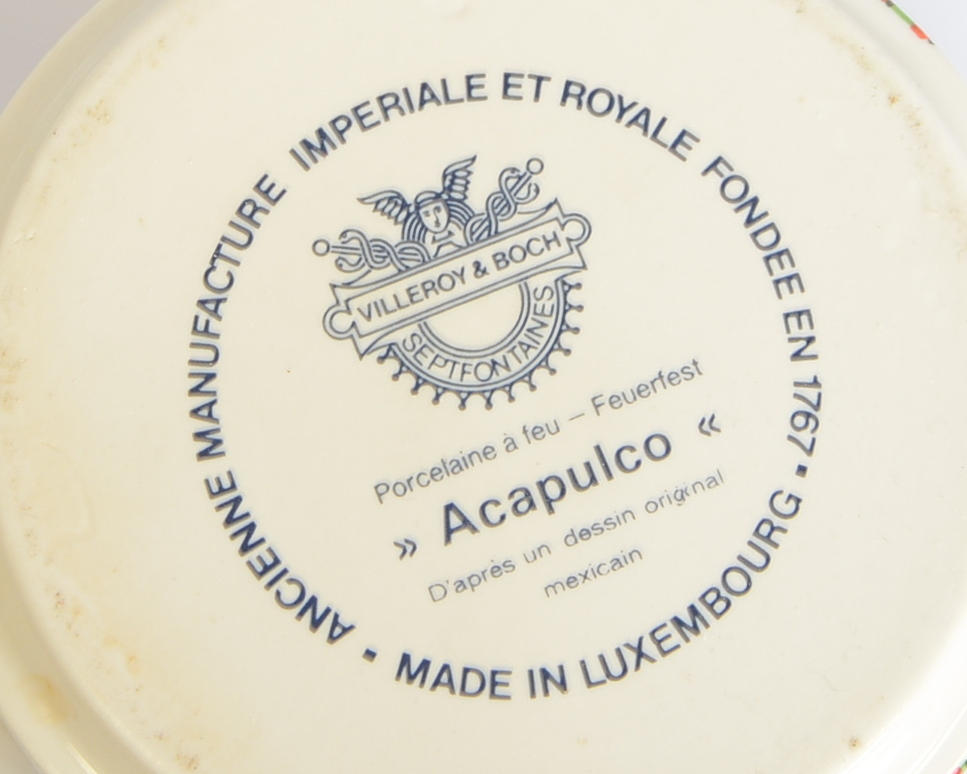 ANCIENNE MANUFACTURE IMPERIALE ET ROYALE FONDEE EN 1767 • MADE IN LUXEMBOURG •
VILLEROY & BOCH
SEPTFONTAINES
Porcelaine à feu – Feuerfest
» Acapulco «
D'après un dessin original
mexicain